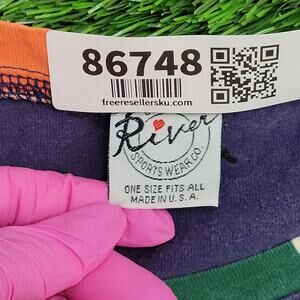 86748
freeresellersku.com
River
SPORTS WEAR CO.
ONE SIZE FITS ALL
MADE IN U.S.A.